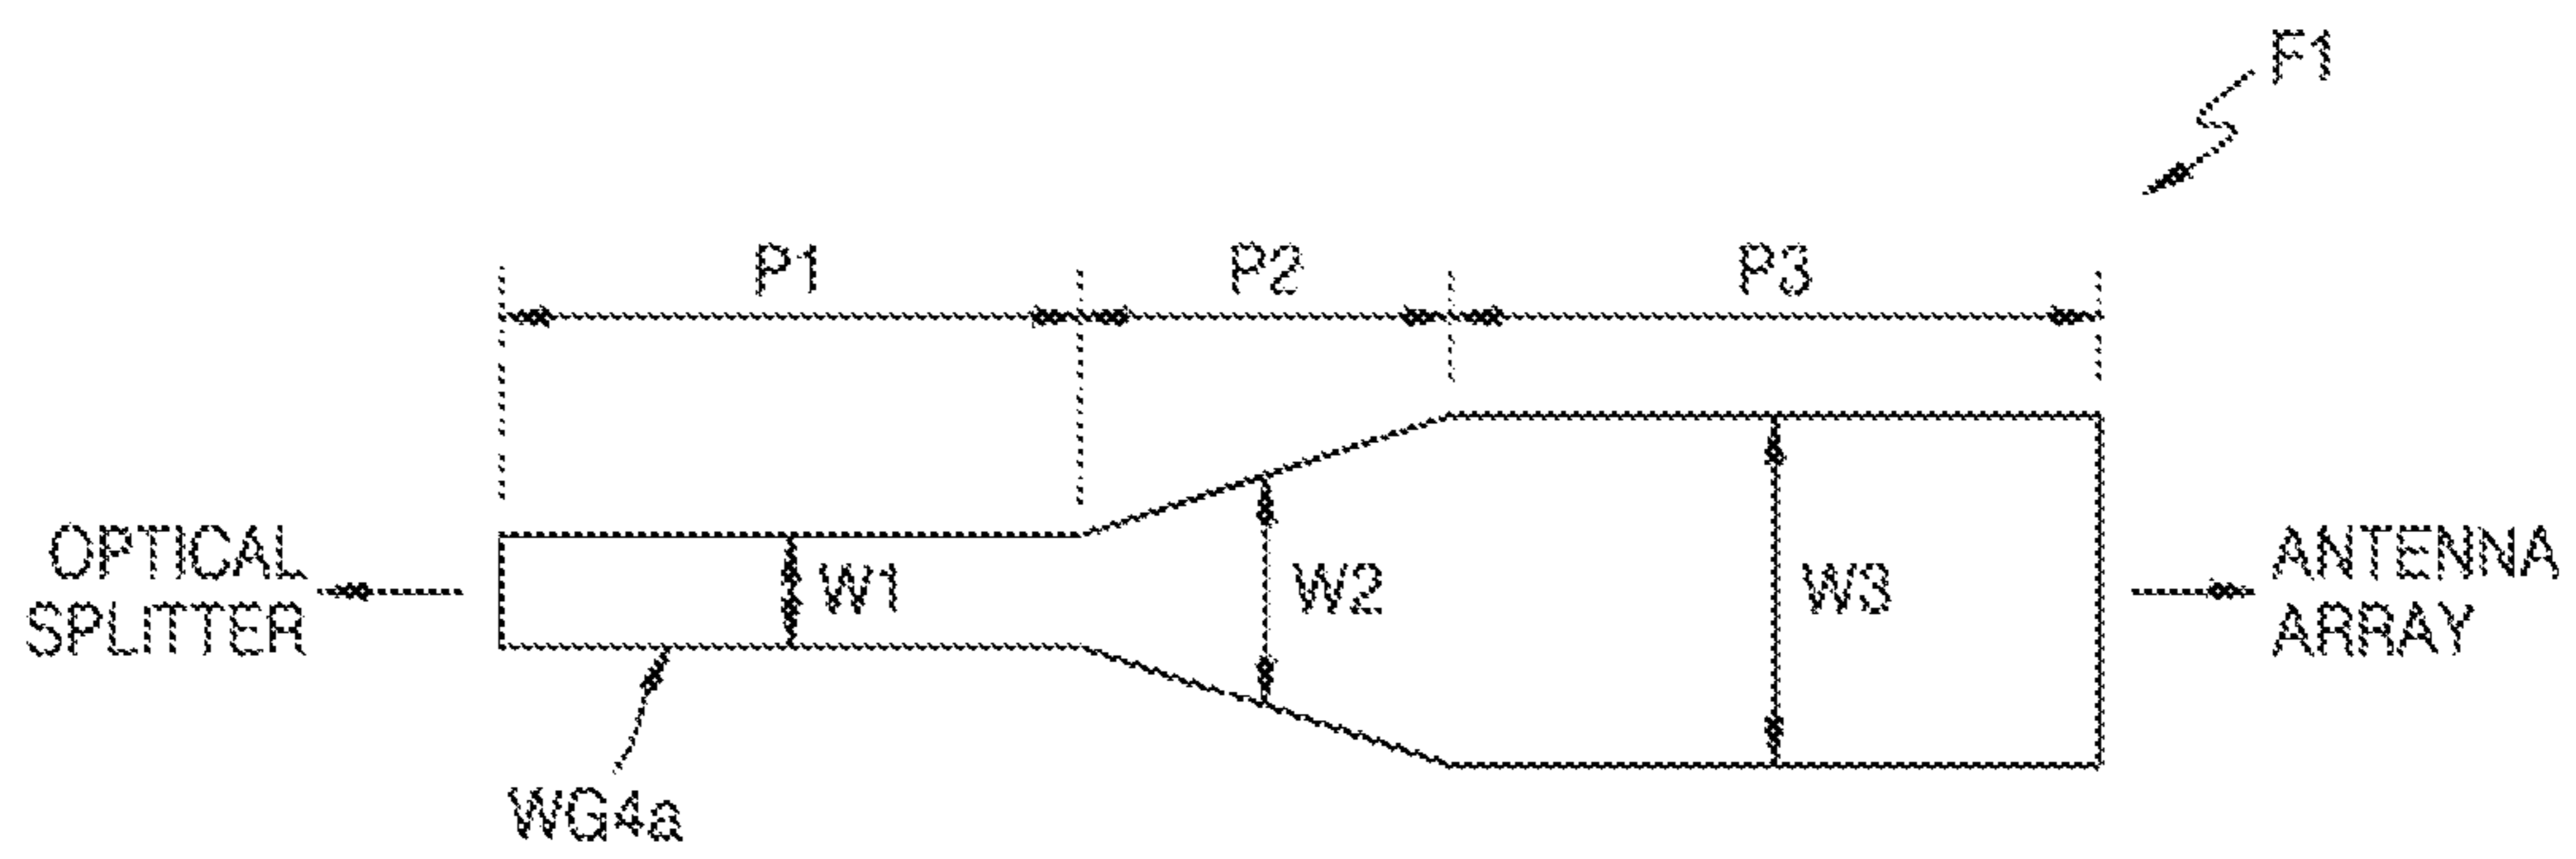 F1
P1
P2
P3
OPTICAL
SPLITTER
W1
W2
W3
ANTENNA
ARRAY
WG4a